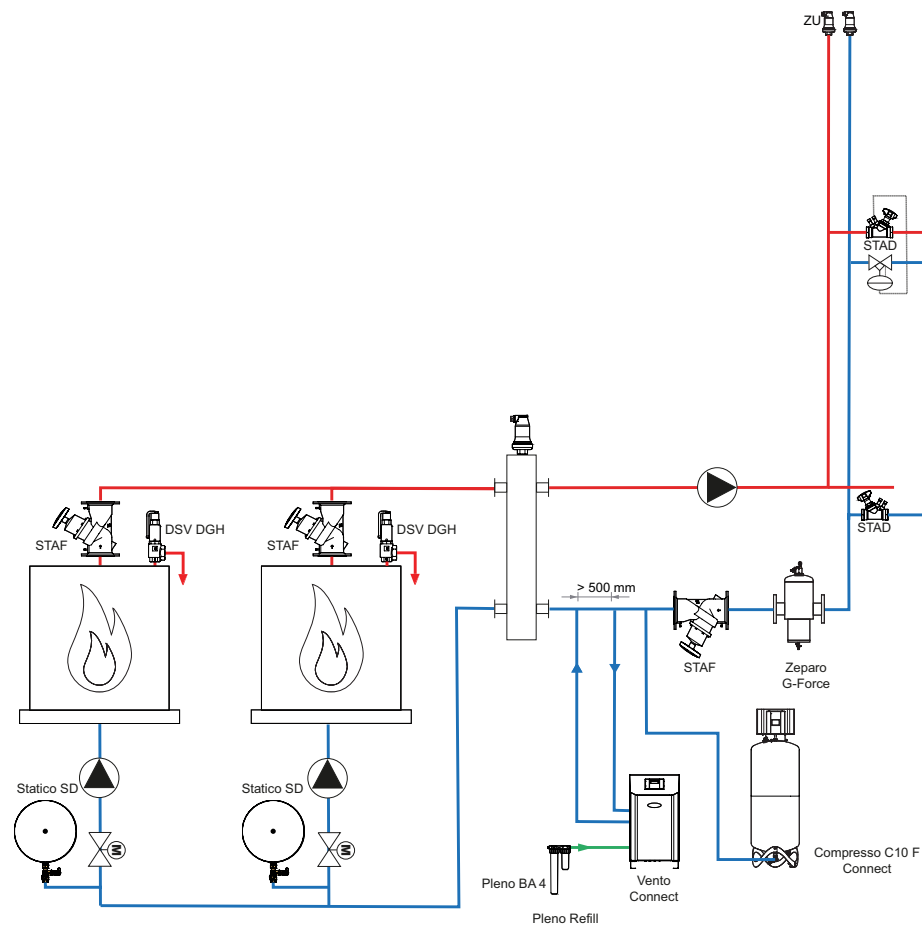 ZU
STAD
STAD
STAF
DSV DGH
STAF
DSV DGH
> 500 mm
STAF
Zeparo
G-Force
Statico SD
M
Statico SD
M
Pleno BA 4
Pleno Refill
Vento
Connect
Compresso C10 F
Connect